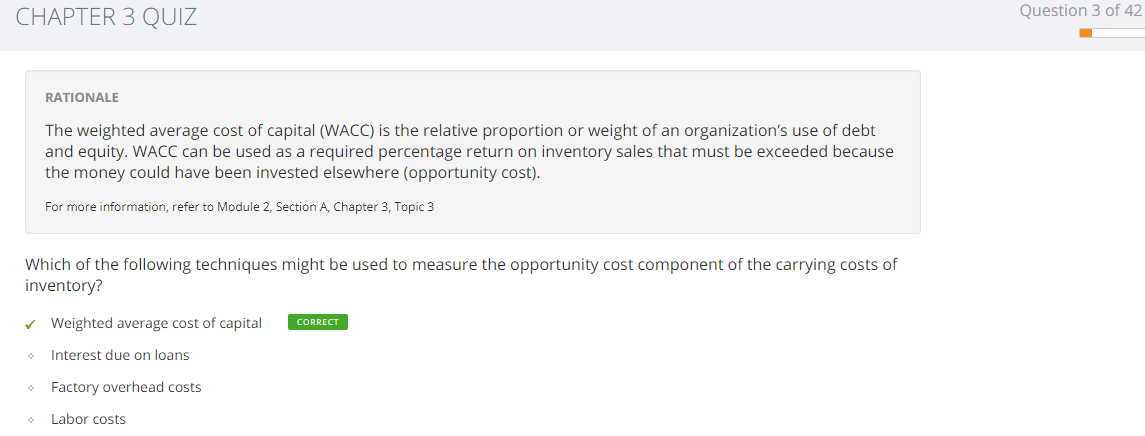 CHAPTER 3 QUIZ
Question 3 of 42
RATIONALE
The weighted average cost of capital (WACC) is the relative proportion or weight of an organization's use of debt
and equity. WACC can be used as a required percentage return on inventory sales that must be exceeded because
the money could have been invested elsewhere (opportunity cost).
For more information, refer to Module 2, Section A, Chapter 3, Topic 3
Which of the following techniques might be used to measure the opportunity cost component of the carrying costs of
inventory?
Weighted average cost of capital CORRECT
Interest due on loans
Factory overhead costs
Labor costs